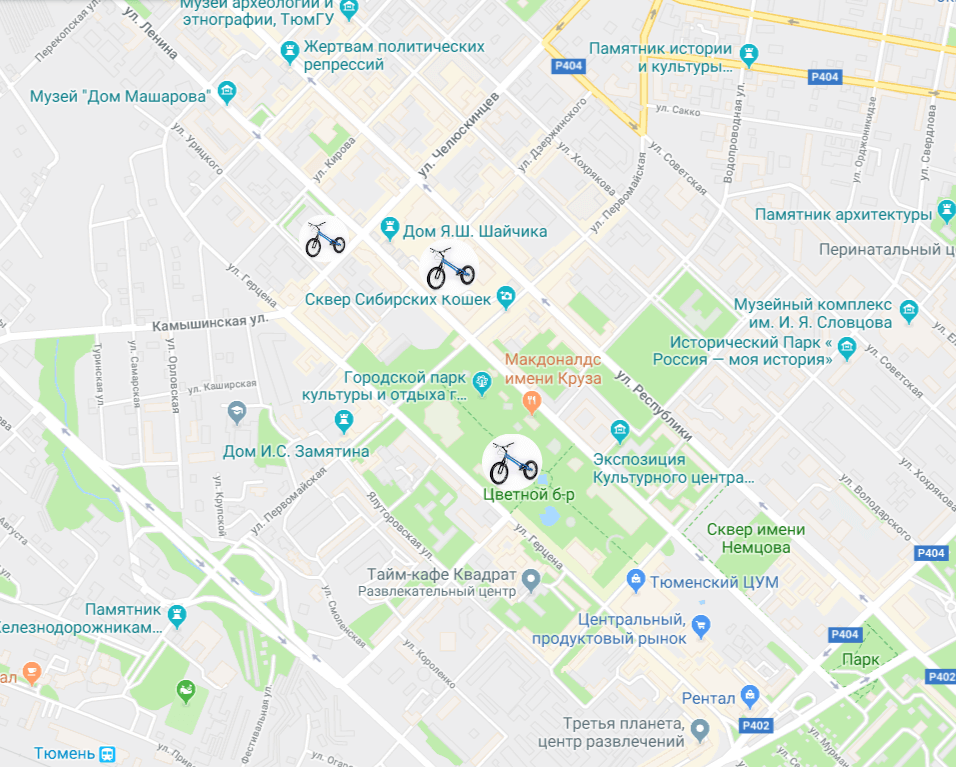 Музей археологии и
этнографии, ТюмГУ
Перекопская ул.
ул. Ленина
Жертвам политических
репрессий
Памятник истории
и культуры...
P404
P404
Музей "Дом Машарова"
ул. Урицкого
ул. Кирова
ул. Челюскинцев
ул. Дзержинского
ул. Хохрякова
ул. Первомайская
ул. Сакко
ул. Советская
Водопроводная ул.
ул. Орджоникидзе
ул. Свердлова
Дом Я.Ш. Шайчика
Памятник архитектуры
Перинатальный ц
Сквер Сибирских Кошек
ул. Герцена
Камышинская ул.
Музейный комплекс
им. И. Я. Словцова
Исторический Парк «
Россия — моя история»
ул. Советская
Туринская ул.
ул. Самарская
ул. Орловская
ул. Каширская
Городской парк
культуры и отдыха г...
Макдоналдс
имени Круза
ул. Республики
Дом И.С. Замятина
Экспозиция
Культурного центра...
Цветной б-р
ул. Крупской
ул. Первомайская
Ялуторовская ул.
ул. Герцена
ул. Хохрякова
ул. Володарского
Сквер имени
Немцова
P404
Августа
Тайм-кафе Квадрат
Развлекательный центр
Тюменский ЦУМ
Памятник
Железнодорожникам...
ул. Смоленская
Центральный,
продуктовый рынок
P404
ул. Короленко
Парк
P402
ал
Рентал
P402
Фестивальная ул.
Третья планета,
центр развлечений
Тюмень
ул. Прив
ул. Мурман